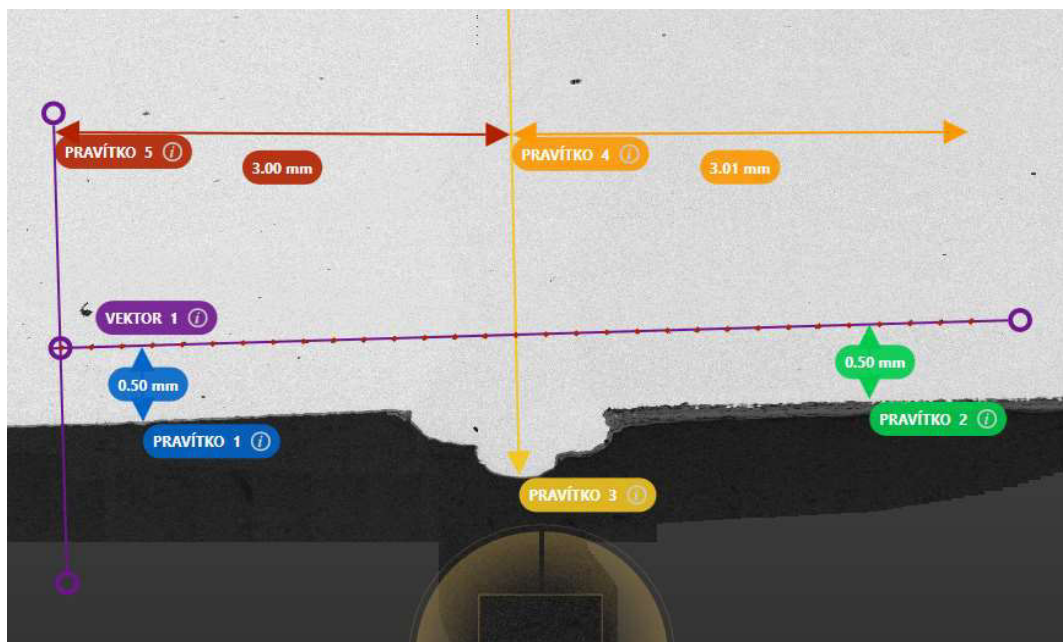 PRAVÍTKO 5
PRAVÍTKO 4
3.00 mm
3.01 mm
VEKTOR 1
0.50 mm
0.50 mm
PRAVÍTKO 1
PRAVÍTKO 2
PRAVÍTKO 3